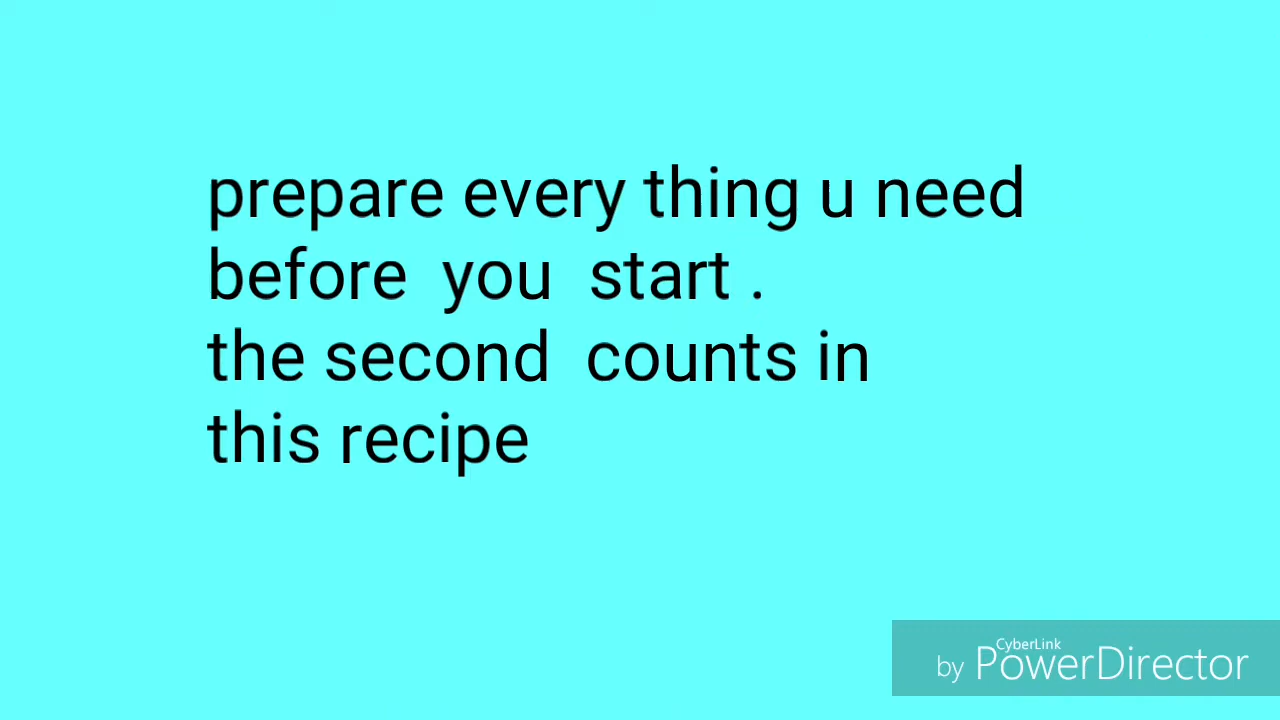 prepare every thing u need
before you start .
the second counts in
this recipe
CyberLink
by PowerDirector